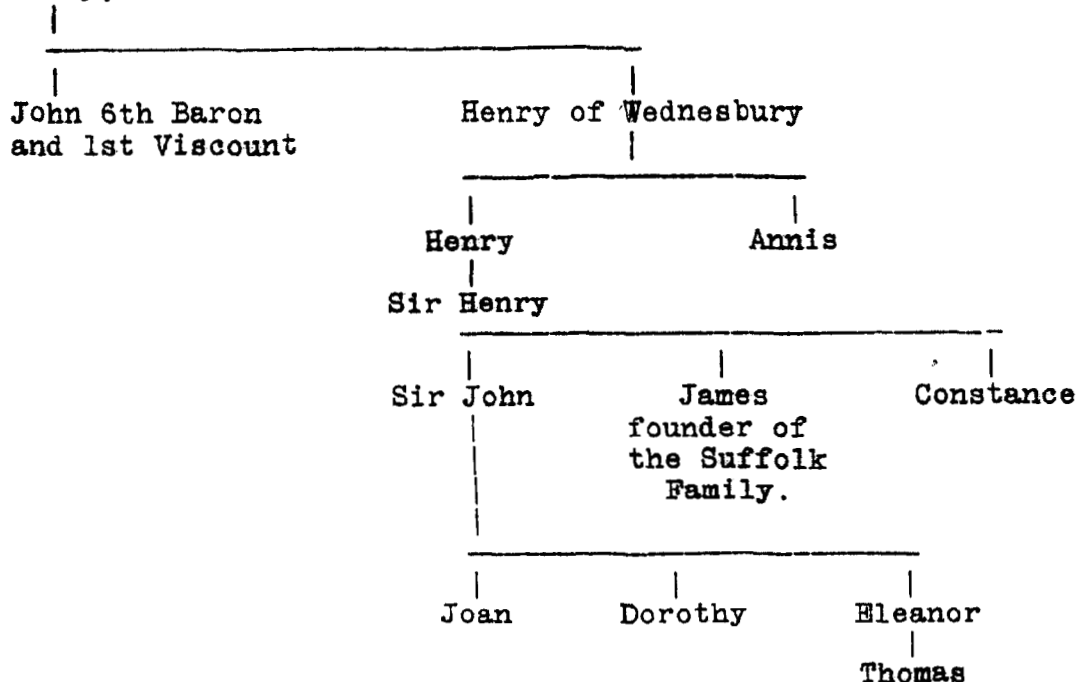 John 6th Baron Henry of Wednesbury
and 1st Viscount
Henry Annis
Sir Henry
Sir John James Constance
founder of
the Suffolk
Family.
Joan Dorothy Eleanor
Thomas